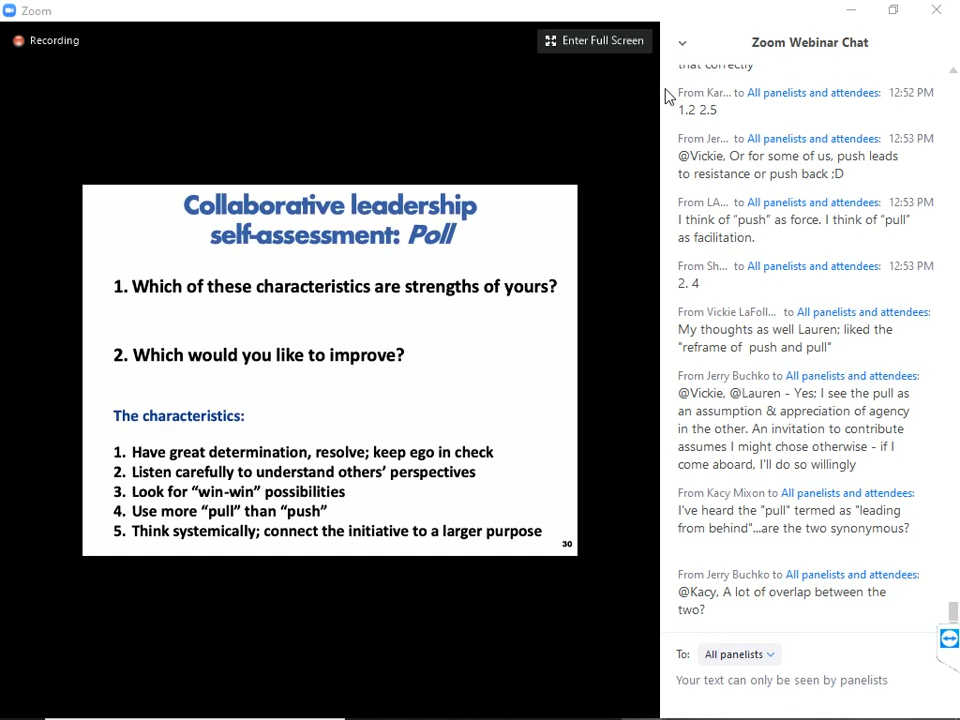 Zoom
Recording
Enter Full Screen
Collaborative leadership
self-assessment: Poll
1. Which of these characteristics are strengths of yours?
2. Which would you like to improve?
The characteristics:
1. Have great determination, resolve; keep ego in check
2. Listen carefully to understand others' perspectives
3. Look for "win-win" possibilities
4. Use more "pull" than "push"
5. Think systemically; connect the initiative to a larger purpose
30
Zoom Webinar Chat
that correctly
From Kar... to All panelists and attendees: 12:52 PM
1.2 2.5
From Jer... to All panelists and attendees: 12:53 PM
@Vickie, Or for some of us, push leads
to resistance or push back ;D
From LA... to All panelists and attendees: 12:53 PM
I think of “push” as force. I think of “pull”
as facilitation.
From Sh... to All panelists and attendees: 12:53 PM
2. 4
From Vickie LaFoll... to All panelists and attendees:
My thoughts as well Lauren; liked the
"reframe of push and pull"
From Jerry Buchko to All panelists and attendees:
@Vickie, @Lauren - Yes; I see the pull as
an assumption & appreciation of agency
in the other. An invitation to contribute
assumes I might chose otherwise - if I
come aboard, I'll do so willingly
From Kacy Mixon to All panelists and attendees:
I've heard the "pull" termed as "leading
from behind"...are the two synonymous?
From Jerry Buchko to All panelists and attendees:
@Kacy, A lot of overlap between the
two?
To: All panelists
Your text can only be seen by panelists